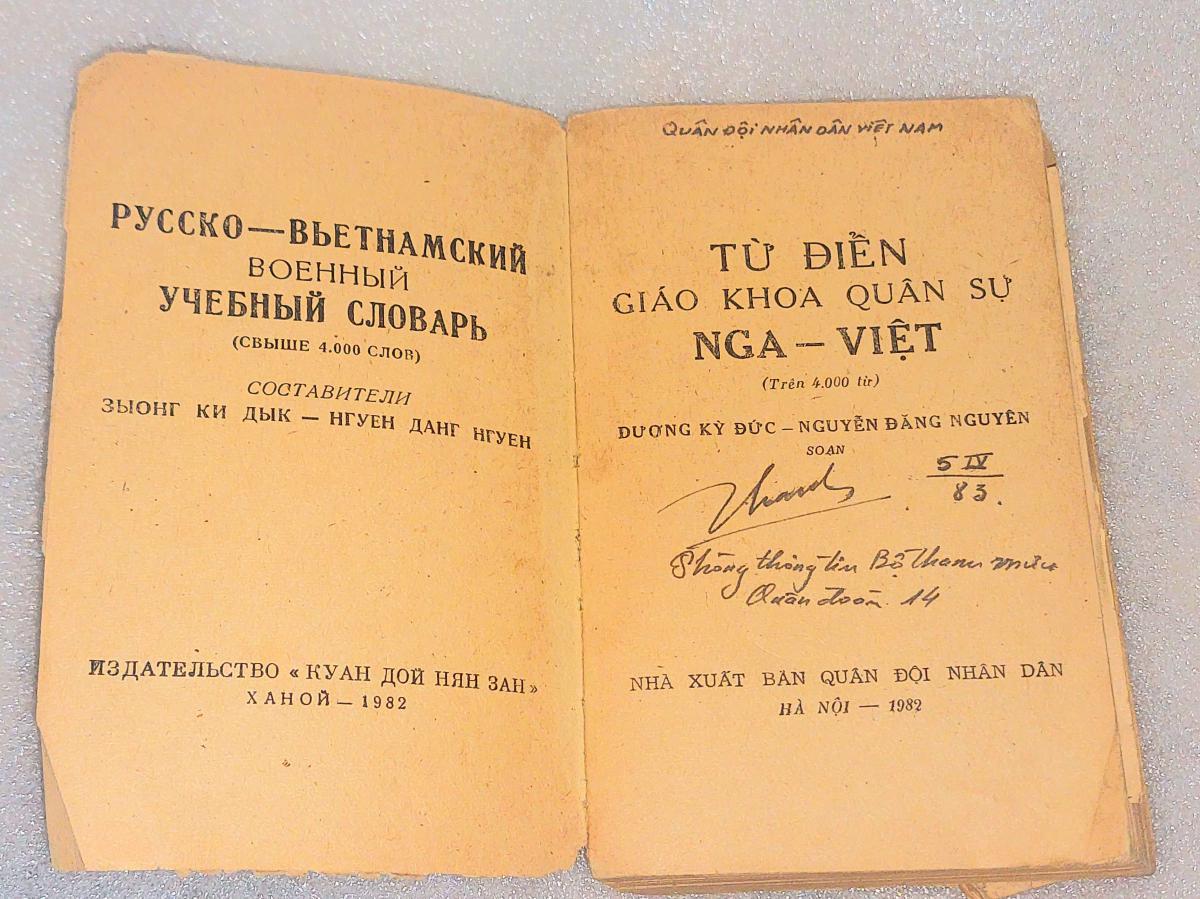 РУССКО—ВЬЕТНАМСКИЙ
ВОЕННЫЙ
УЧЕБНЫЙ СЛОВАРЬ
(СВЫШЕ 4.000 СЛОВ)
СОСТАВИТЕЛИ
ЗЫОНГ КИ ДЫК — НГУЕН ДАНГ НГУЕН
ИЗДАТЕЛЬСТВО « КУАН ДОЙ НЯН ЗАН»
ХАНОЙ — 1982
QUÂN ĐỘI NHÂN DÂN VIỆT NAM
TỪ ĐIỂN
GIÁO KHOA QUÂN SỰ
NGA — VIỆT
(Trên 4.000 từ)
DƯƠNG KỲ ĐỨC — NGUYỄN ĐĂNG NGUYÊN
SOẠN
5 IV
83.
Phòng thông tin Bộ tham mưu
Quân đoàn 14
NHÀ XUẤT BẢN QUÂN ĐỘI NHÂN DÂN
HÀ NỘI — 1982